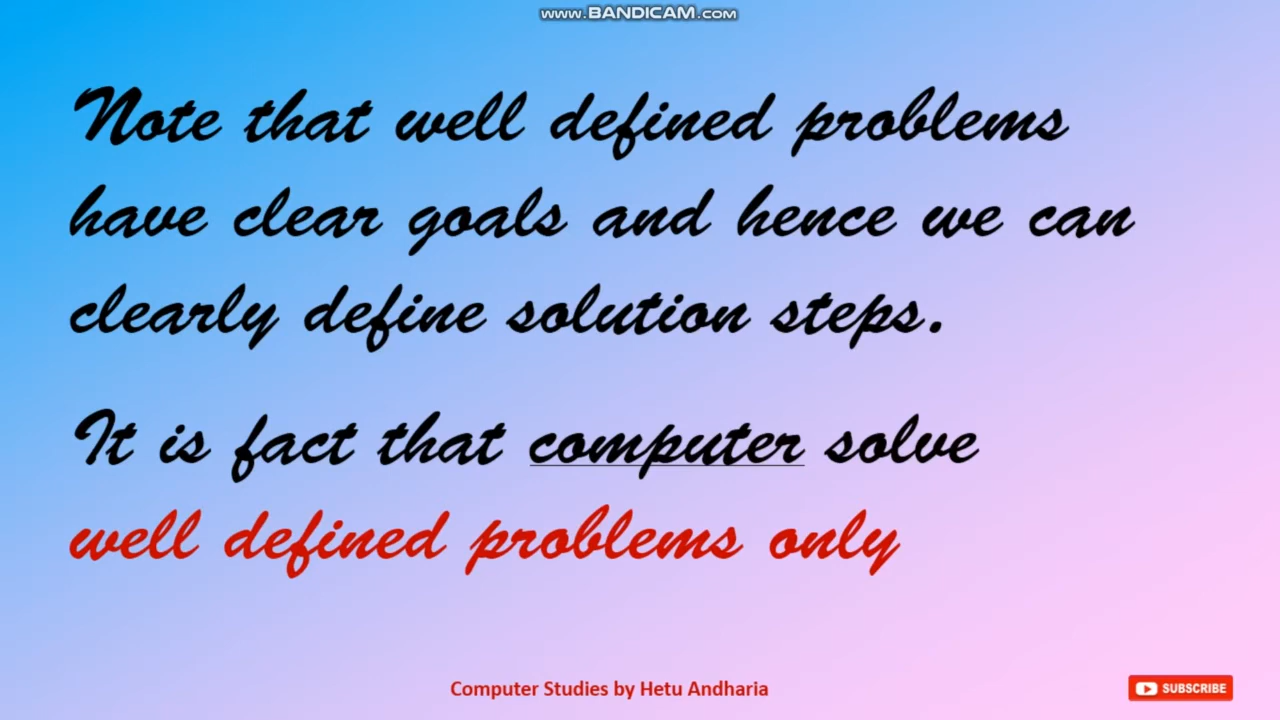 www.BANDICAM.com
Note that well defined problems
have clear goals and hence we can
clearly define solution steps.
It is fact that computer solve
well defined problems only
Computer Studies by Hetu Andharia
SUBSCRIBE